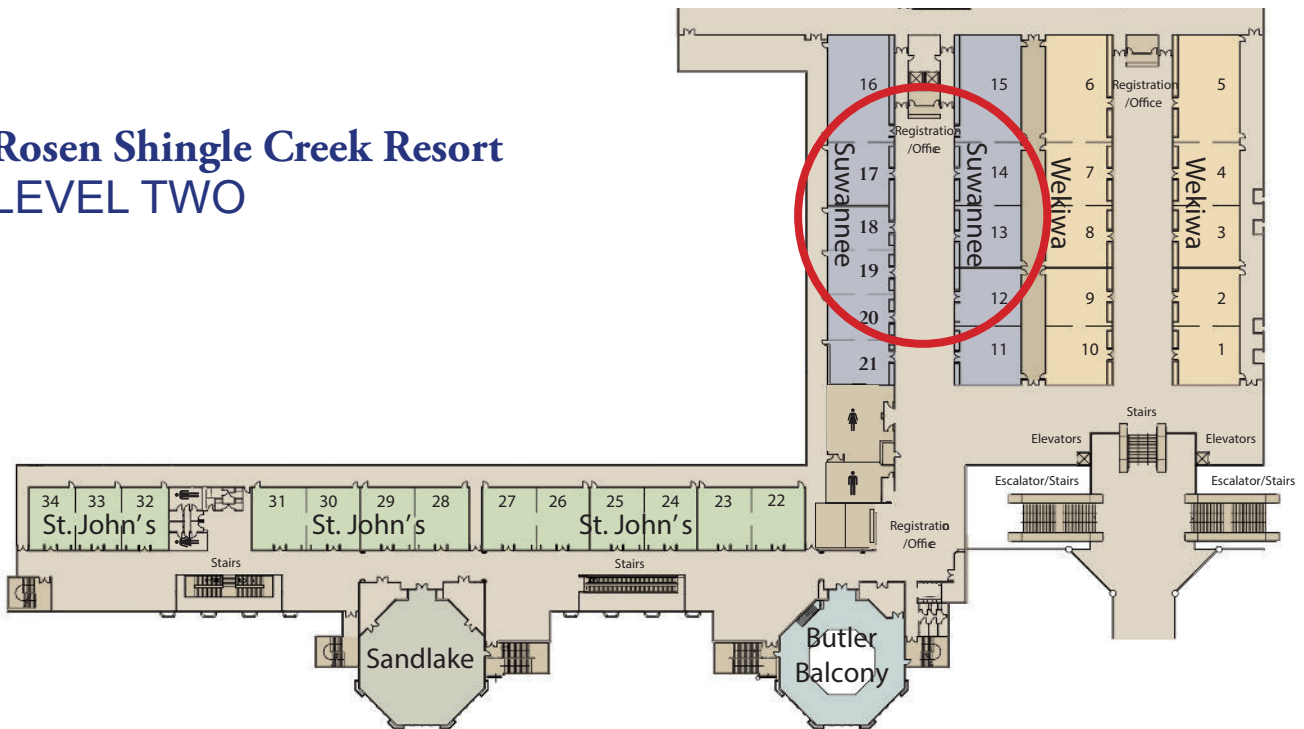 Rosen Shingle Creek Resort
LEVEL TWO
16
15
6
Registration
/Office
5
Registration
/Office
Suwannee
17
Suwannee
14
Wekiwa
7
Wekiwa
4
18
13
8
3
19
20
12
9
2
21
11
10
1
Stairs
Elevators
Elevators
Escalator/Stairs
Escalator/Stairs
34
33
32
St. John's
31
30
29
28
St. John's
27
26
25
24
23
22
St. John's
Registration
/Office
Stairs
Stairs
Sandlake
Butler
Balcony